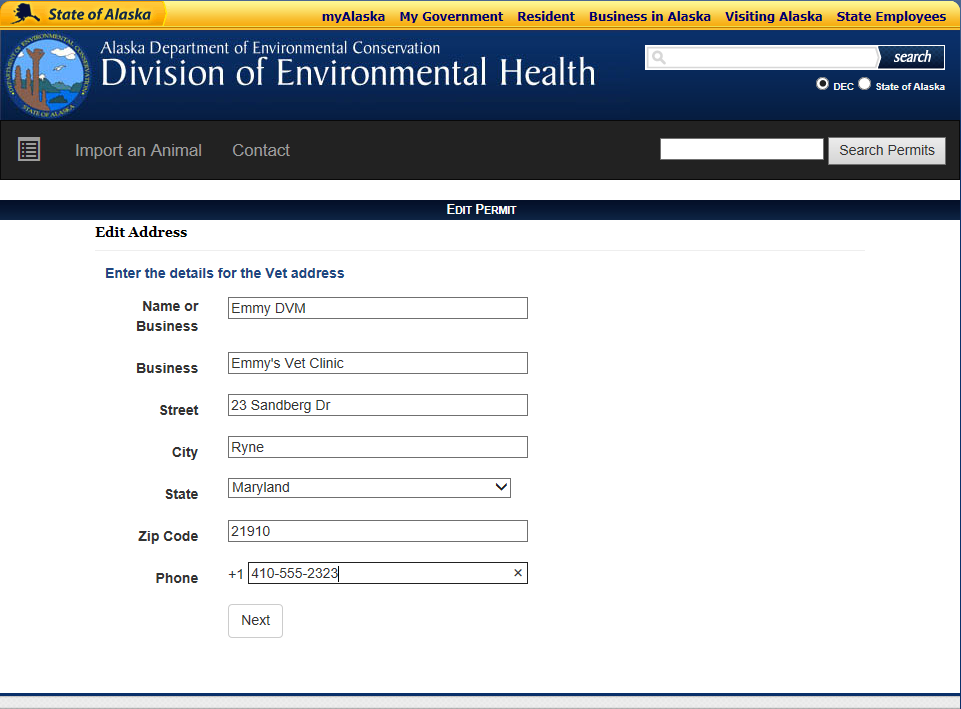 State of Alaska
myAlaska My Government Resident Business in Alaska Visiting Alaska State Employees
Alaska Department of Environmental Conservation
Division of Environmental Health
search
DEC State of Alaska
Import an Animal Contact Search Permits
EDIT PERMIT
Edit Address
Enter the details for the Vet address
Name or
Business
Emmy DVM
Business Emmy's Vet Clinic
Street 23 Sandberg Dr
City Ryne
State Maryland
Zip Code 21910
Phone +1 410-555-2323 ×
Next